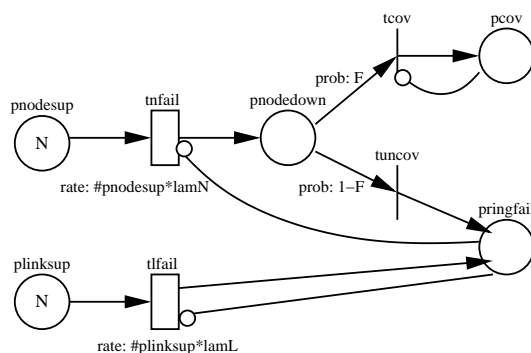 tcov
pcov
prob: F
pnodesup
tnfail
pnodedown
N
tuncov
prob: 1–F
rate: #pnodesup*lamN
pringfail
plinksup
tlfail
N
rate: #plinksup*lamL